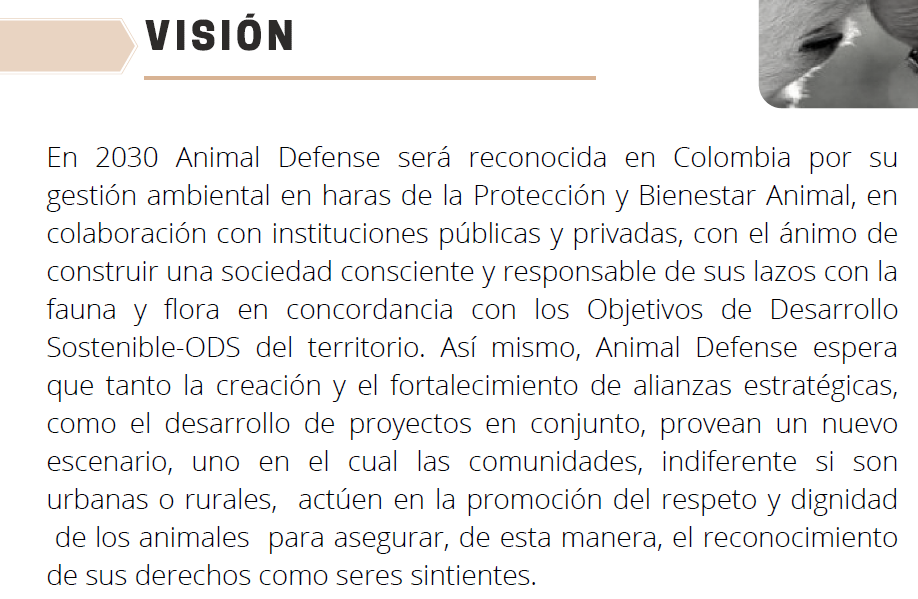 VISIÓN
En 2030 Animal Defense será reconocida en Colombia por su
gestión ambiental en haras de la Protección y Bienestar Animal, en
colaboración con instituciones públicas y privadas, con el ánimo de
construir una sociedad consciente y responsable de sus lazos con la
fauna y flora en concordancia con los Objetivos de Desarrollo
Sostenible-ODS del territorio. Así mismo, Animal Defense espera
que tanto la creación y el fortalecimiento de alianzas estratégicas,
como el desarrollo de proyectos en conjunto, provean un nuevo
escenario, uno en el cual las comunidades, indiferente si son
urbanas o rurales, actúen en la promoción del respeto y dignidad
de los animales para asegurar, de esta manera, el reconocimiento
de sus derechos como seres sintientes.